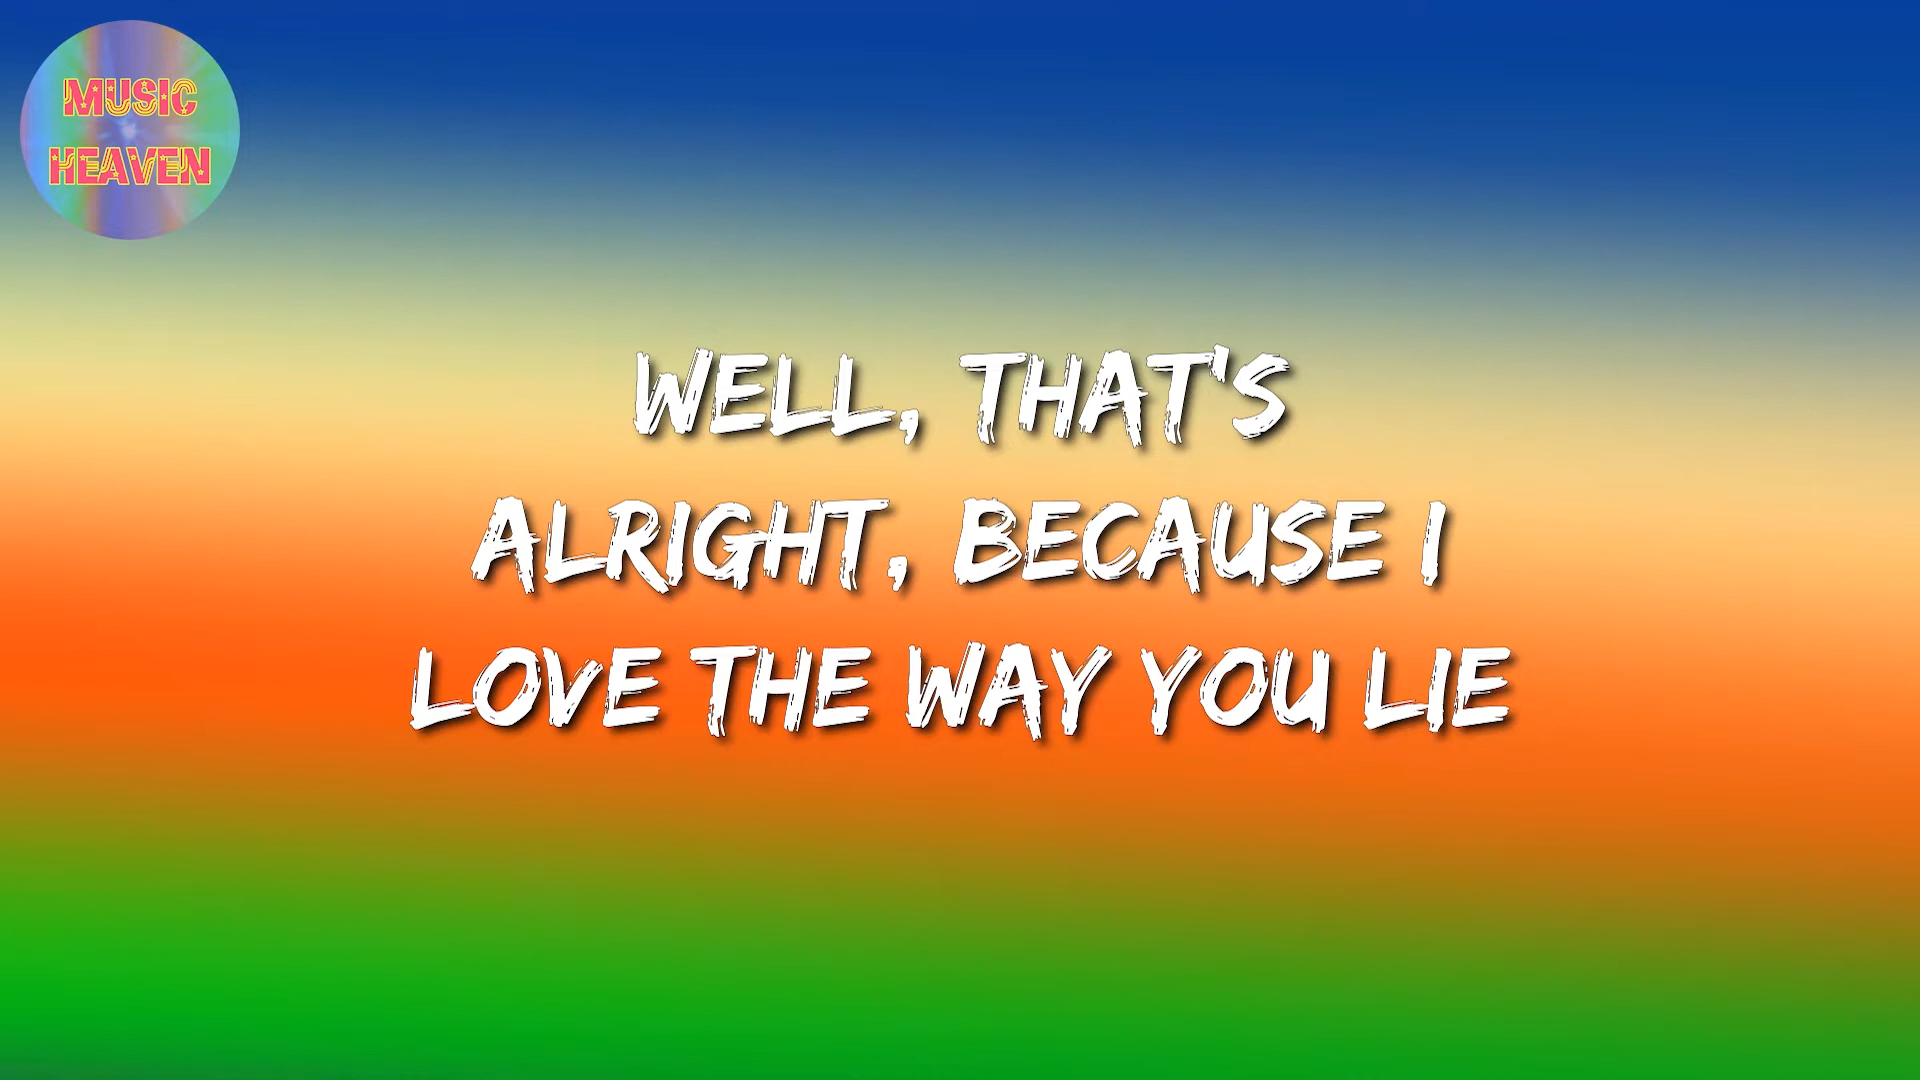 MUSIC
HEAVEN
WELL, THAT'S
ALRIGHT, BECAUSE I
LOVE THE WAY YOU LIE